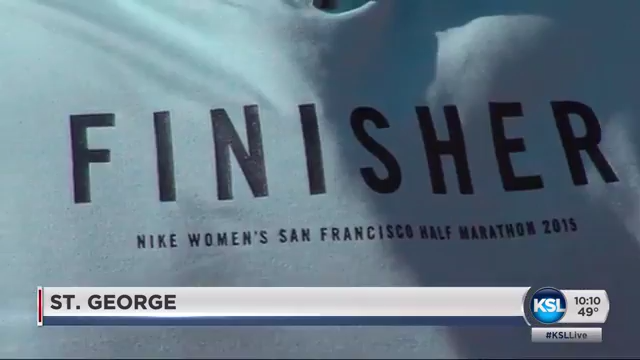 FINISHER
NIKE WOMEN'S SAN FRANCISCO HALF MARATHON 2015
ST. GEORGE
KSL
10:10
49°
#KSLLive